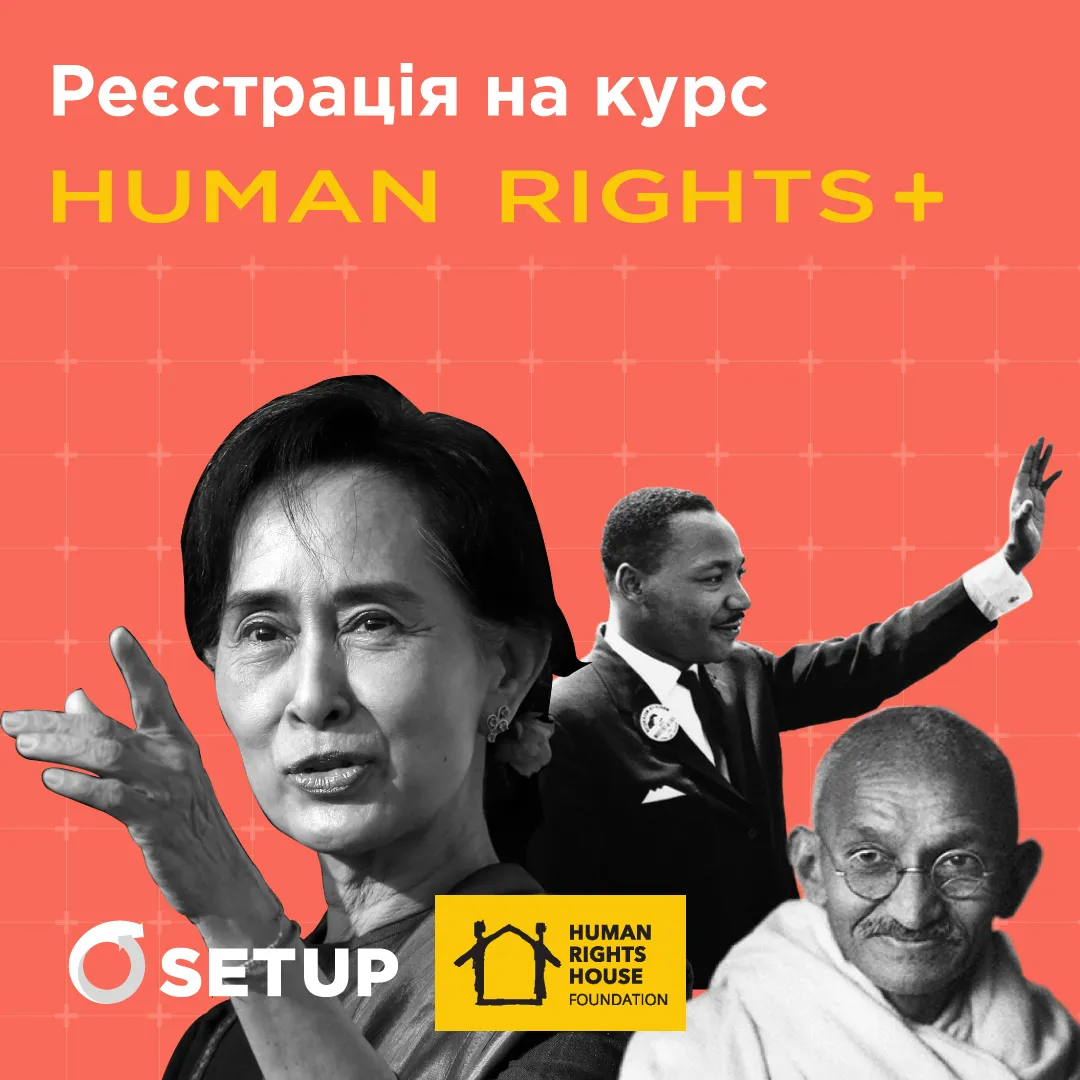 Реєстрація на курс
HUMAN RIGHTS+
SETUP
HUMAN
RIGHTS
HOUSE
FOUNDATION